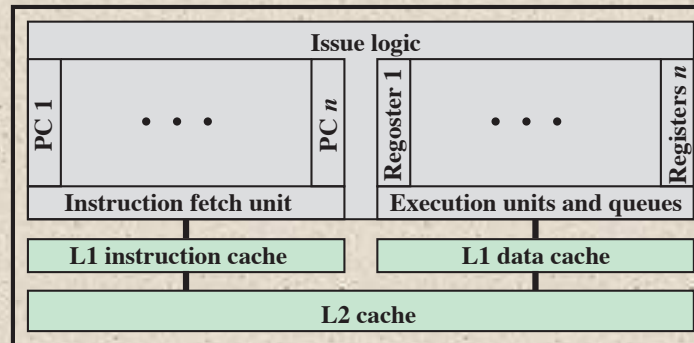 Issue logic
PC 1
• • •
PC n
Regoster 1
• • •
Registers n
Instruction fetch unit
Execution units and queues
L1 instruction cache
L1 data cache
L2 cache